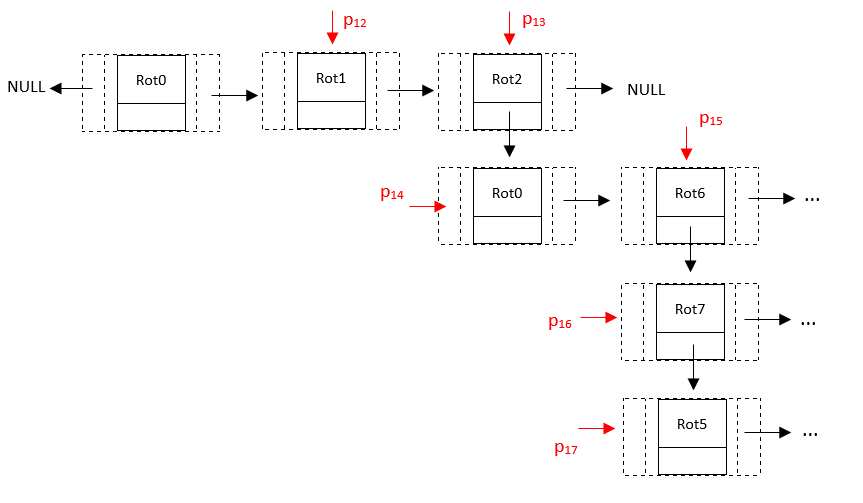 p12 p13
NULL Rot0 Rot1 Rot2 NULL
p15
p14 Rot0 Rot6 ...
p16 Rot7 ...
p17 Rot5 ...